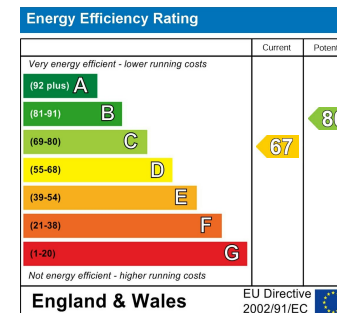 Energy Efficiency Rating
Current
Very energy efficient - lower running costs
(92 plus) A
(81-91) B
(69-80) C
67
(55-68) D
(39-54) E
(21-38) F
(1-20) G
Not energy efficient - higher running costs
England & Wales
EU Directive
2002/91/EC